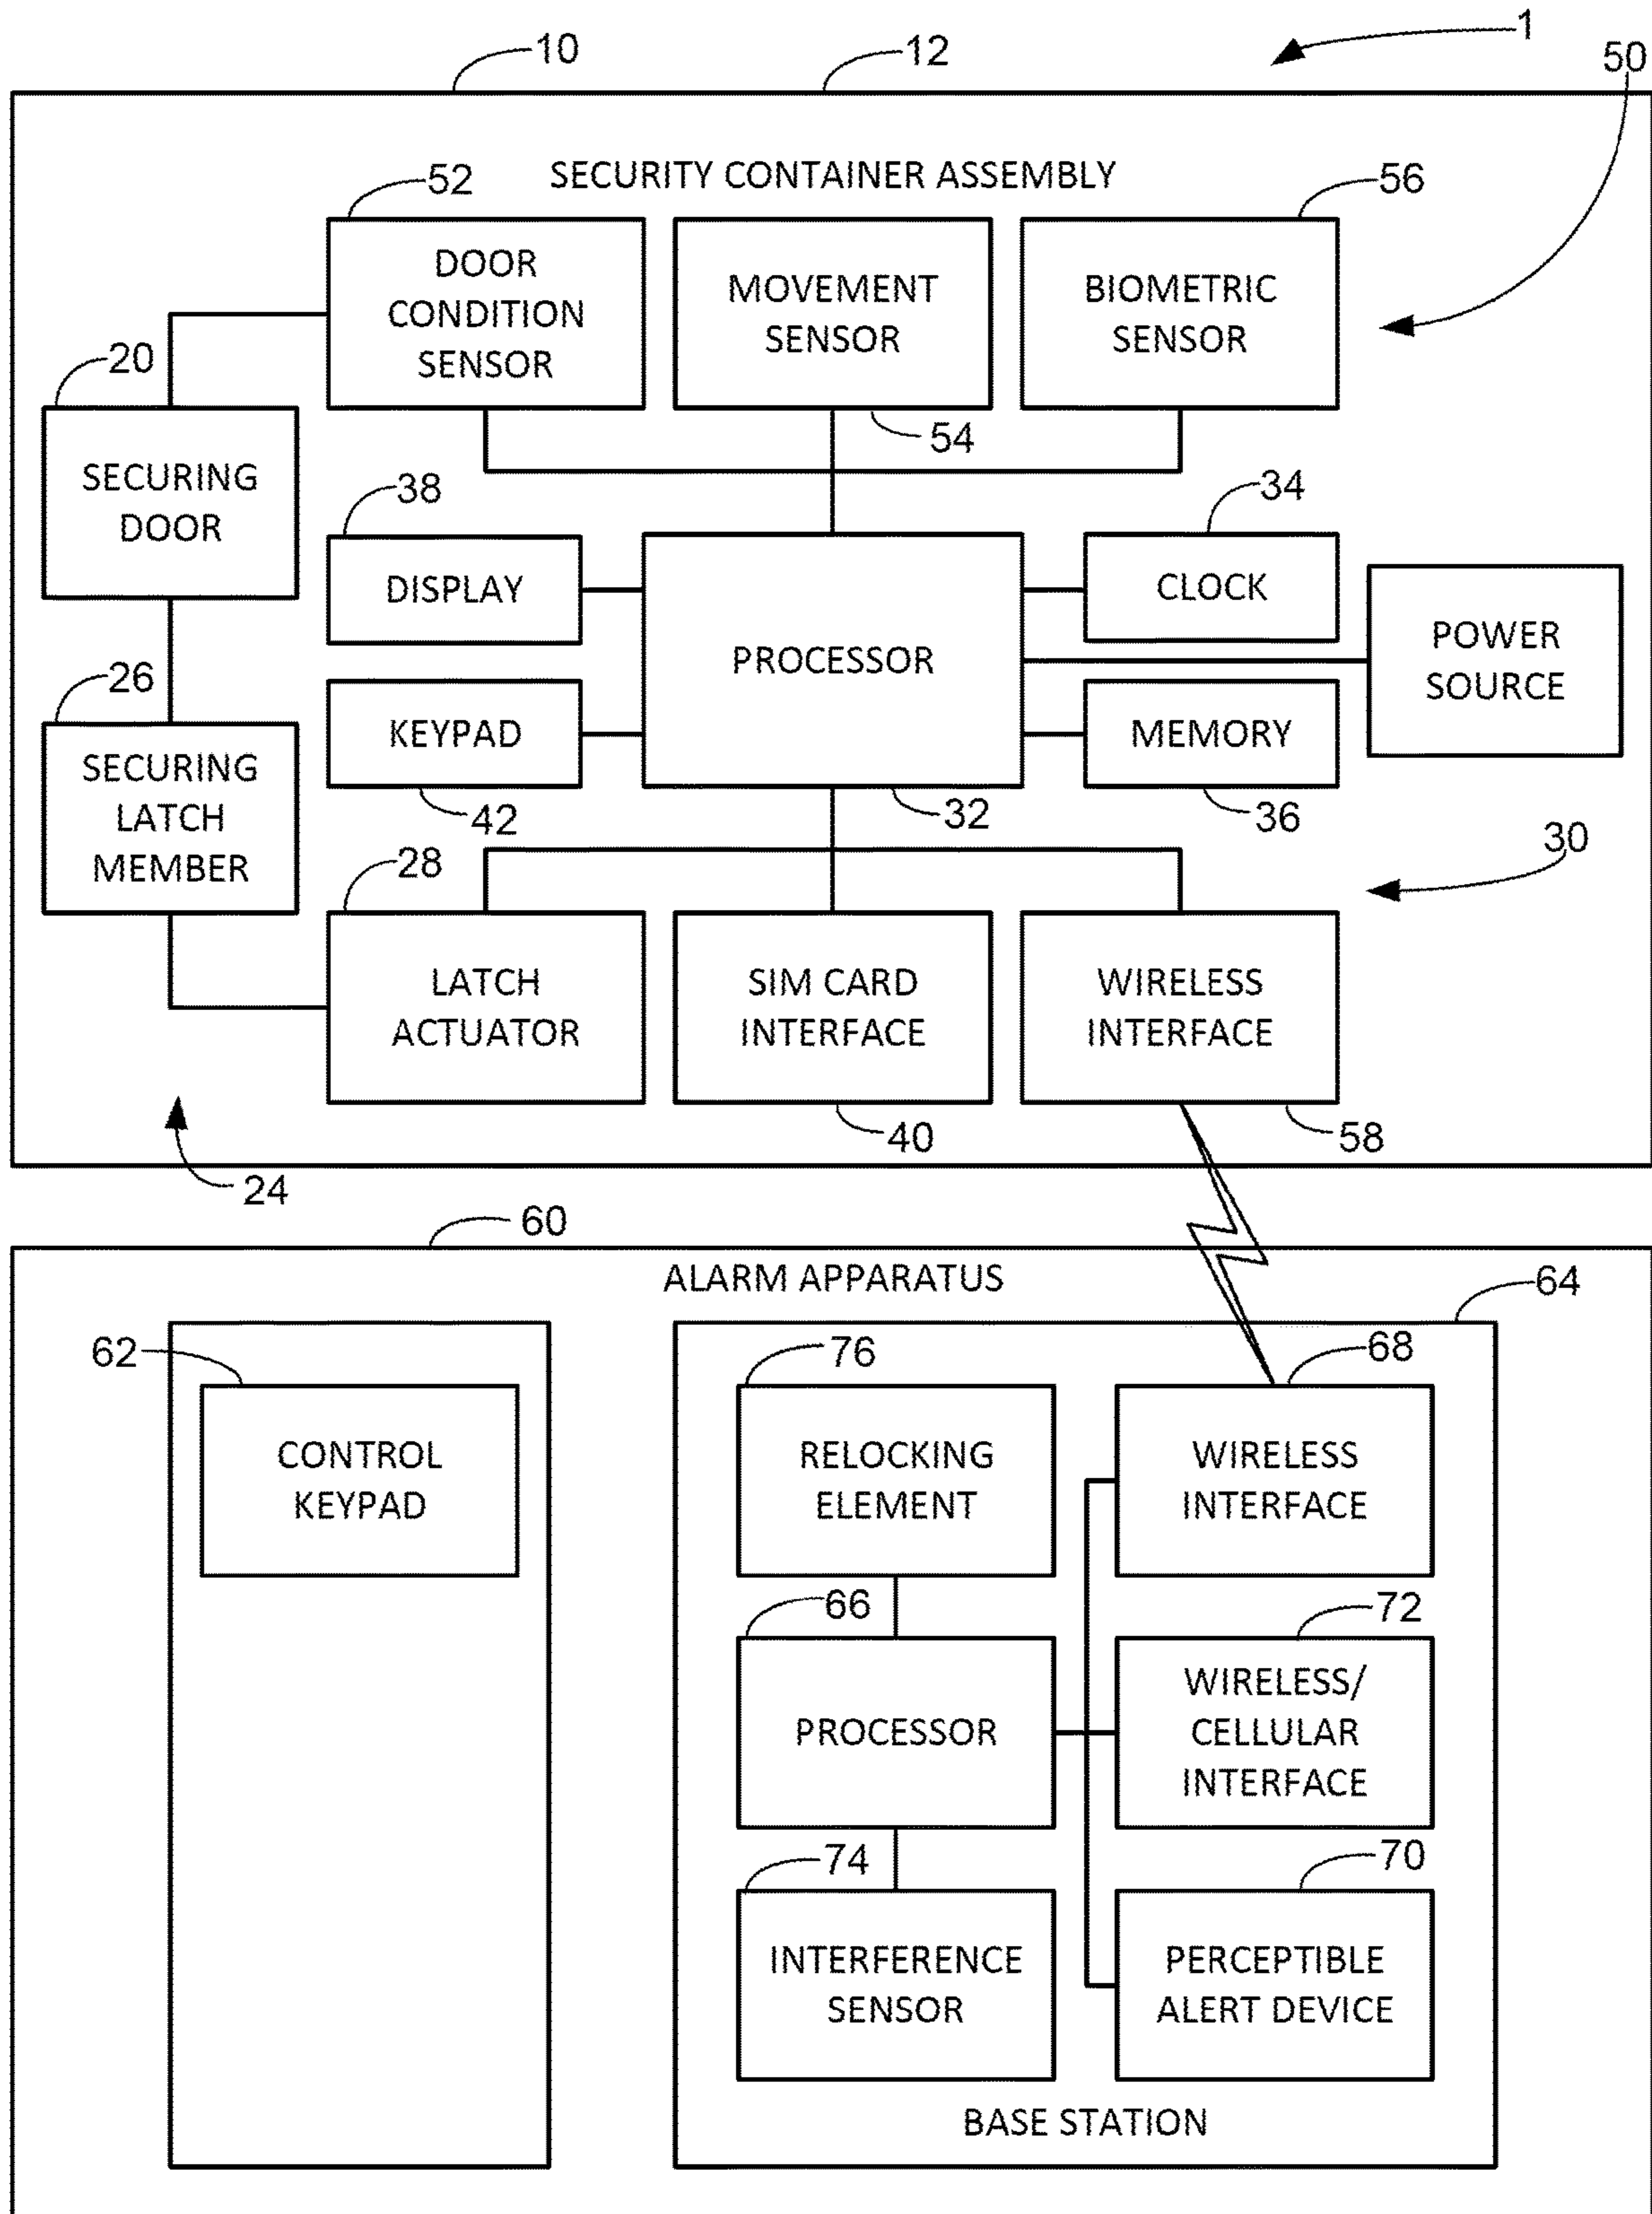 1
10
12
50
SECURITY CONTAINER ASSEMBLY
52
56
DOOR
CONDITION
SENSOR
MOVEMENT
SENSOR
BIOMETRIC
SENSOR
54
20
SECURING
DOOR
38
34
DISPLAY
PROCESSOR
CLOCK
POWER
SOURCE
KEYPAD
MEMORY
42
32
36
26
SECURING
LATCH
MEMBER
30
28
LATCH
ACTUATOR
SIM CARD
INTERFACE
WIRELESS
INTERFACE
40
58
24
60
ALARM APPARATUS
64
62
CONTROL
KEYPAD
76
68
RELOCKING
ELEMENT
WIRELESS
INTERFACE
66
72
PROCESSOR
WIRELESS/
CELLULAR
INTERFACE
74
70
INTERFERENCE
SENSOR
PERCEPTIBLE
ALERT DEVICE
BASE STATION